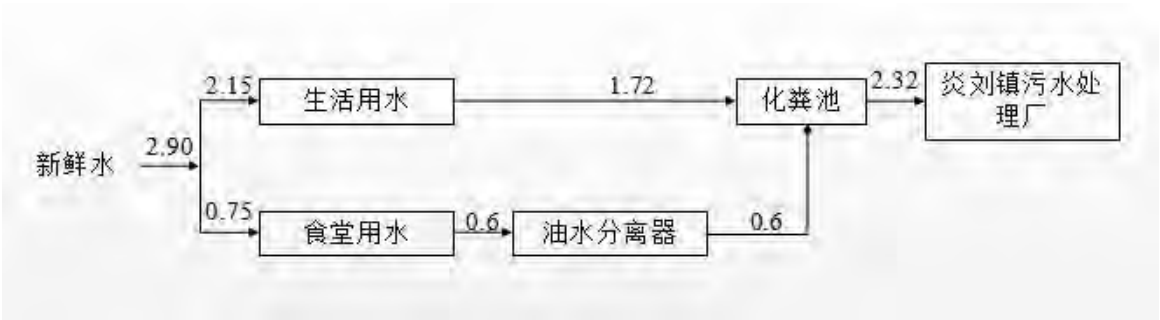 2.15
生活用水
1.72
化粪池
2.32
炎刘镇污水处
理厂
新鲜水
2.90
0.75
食堂用水
0.6
油水分离器
0.6